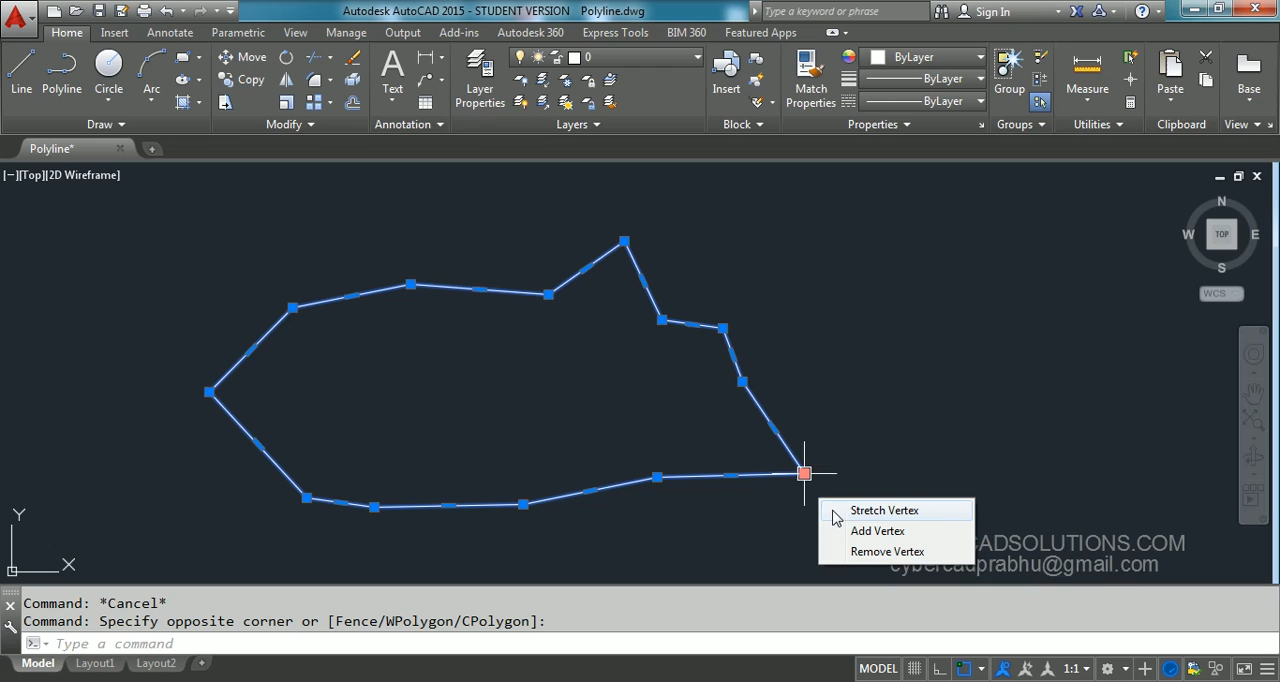 Autodesk AutoCAD 2015 - STUDENT VERSION Polyline.dwg
Type a keyword or phrase
Sign In
Home Insert Annotate Parametric View Manage Output Add-ins Autodesk 360 Express Tools BIM 360 Featured Apps
Line
Polyline
Circle
Arc
Draw
Move
Copy
Modify
Text
Annotation
Layer
Properties
0
Layers
Insert
Block
Match
Properties
ByLayer
ByLayer
ByLayer
Properties
Group
Groups
Measure
Utilities
Paste
Clipboard
Base
View
Polyline*
[−][Top][2D Wireframe]
N
W TOP E
S
WCS
Stretch Vertex
Add Vertex
Remove Vertex
CADSOLUTIONS.COM
cybercadprabhu@gmail.com
Y
X
Command: *Cancel*
Command: Specify opposite corner or [Fence/WPolygon/CPolygon]:
Type a command
Model Layout1 Layout2
MODEL
1:1